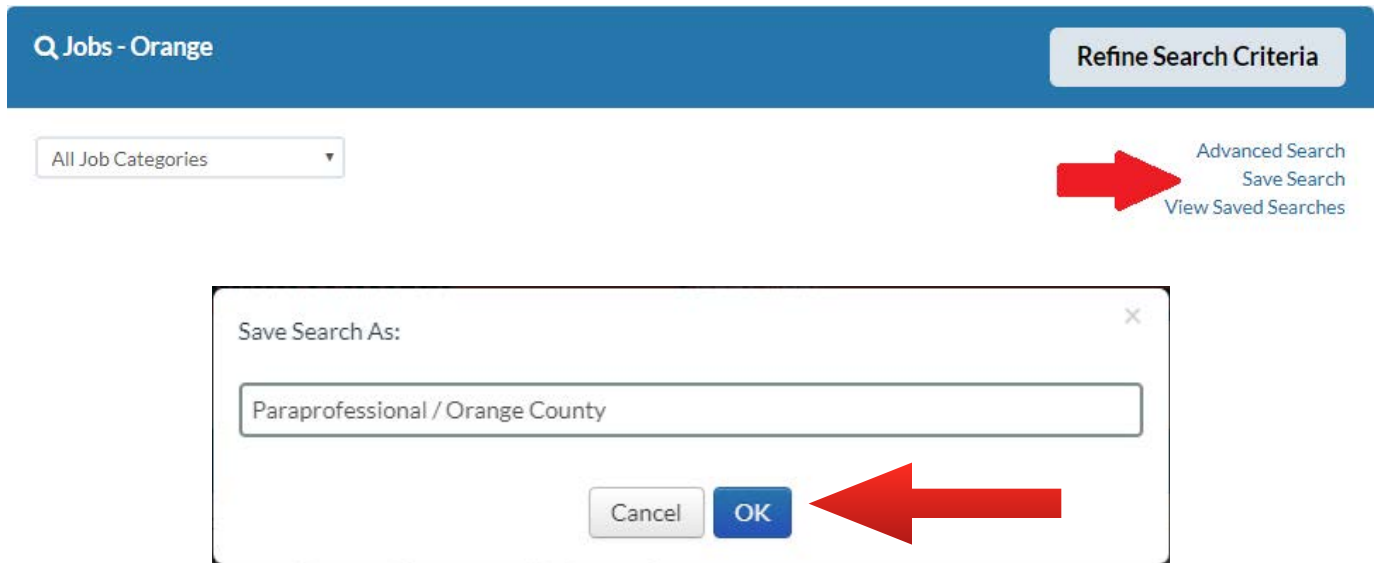 Jobs - Orange
Refine Search Criteria
All Job Categories
Advanced Search
Save Search
View Saved Searches
Save Search As:
Paraprofessional / Orange County
Cancel
OK